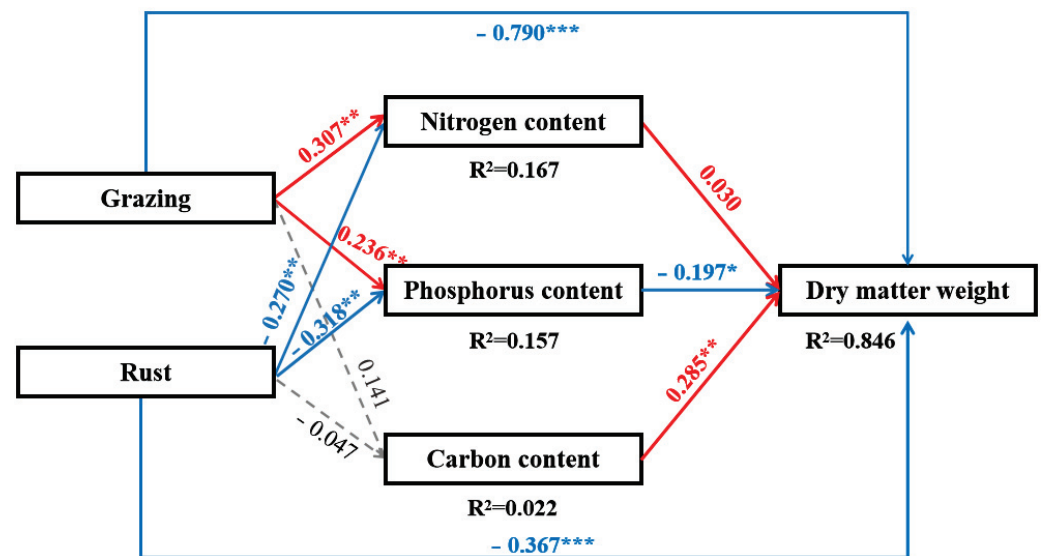 – 0.790***
Nitrogen content
R²=0.167
0.307**
0.030
Grazing
0.236**
Phosphorus content
– 0.197*
Dry matter weight
R²=0.157
R²=0.846
– 0.270**
– 0.318**
Rust
0.141
0.285**
– 0.047
Carbon content
R²=0.022
– 0.367***